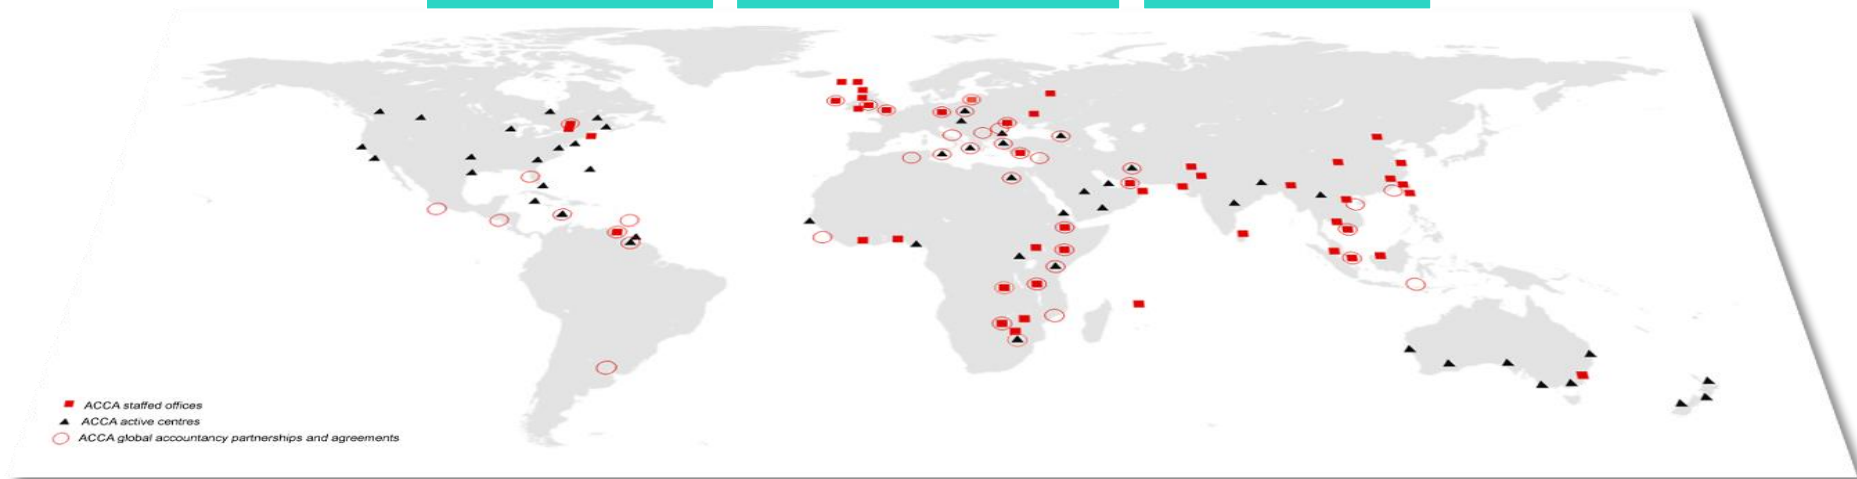 ACCA staffed offices
ACCA active centres
ACCA global accountancy partnerships and agreements